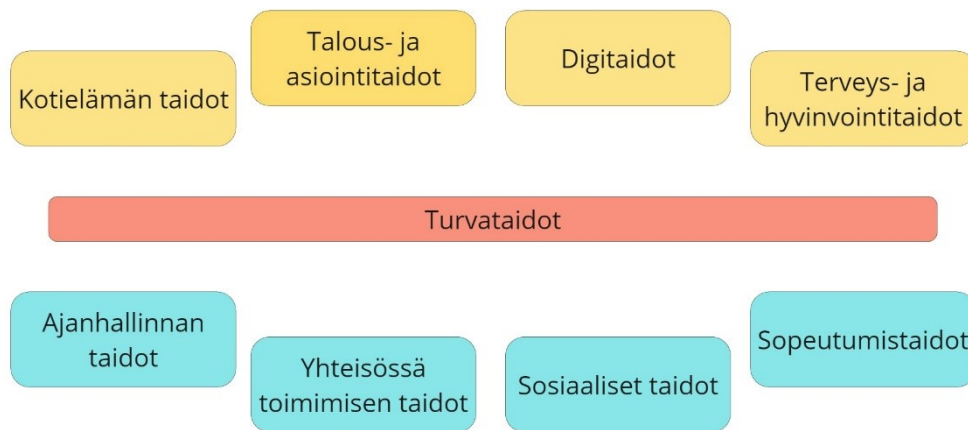 Kotielämän taidot
Talous- ja
asiointitaidot
Digitaidot
Terveys- ja
hyvinvointitaidot
Turvataidot
Ajanhallinnan
taidot
Yhteisössä
toimimisen taidot
Sosiaaliset taidot
Sopeutumistaidot